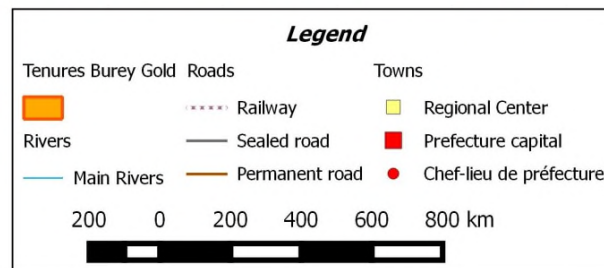 Legend
Tenures Burey Gold Roads Towns
Railway Regional Center
Rivers Sealed road Prefecture capital
Main Rivers Permanent road Chef-lieu de préfecture
200 0 200 400 600 800 km